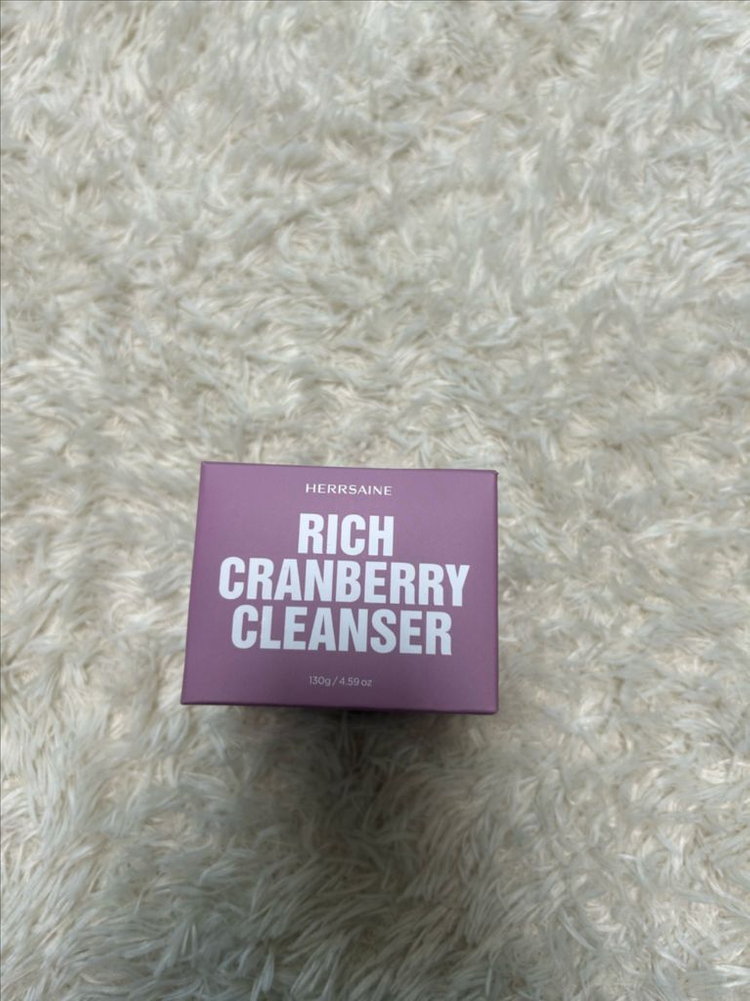 HERRSAINE
RICH
CRANBERRY
CLEANSER
130g / 4.59 oz